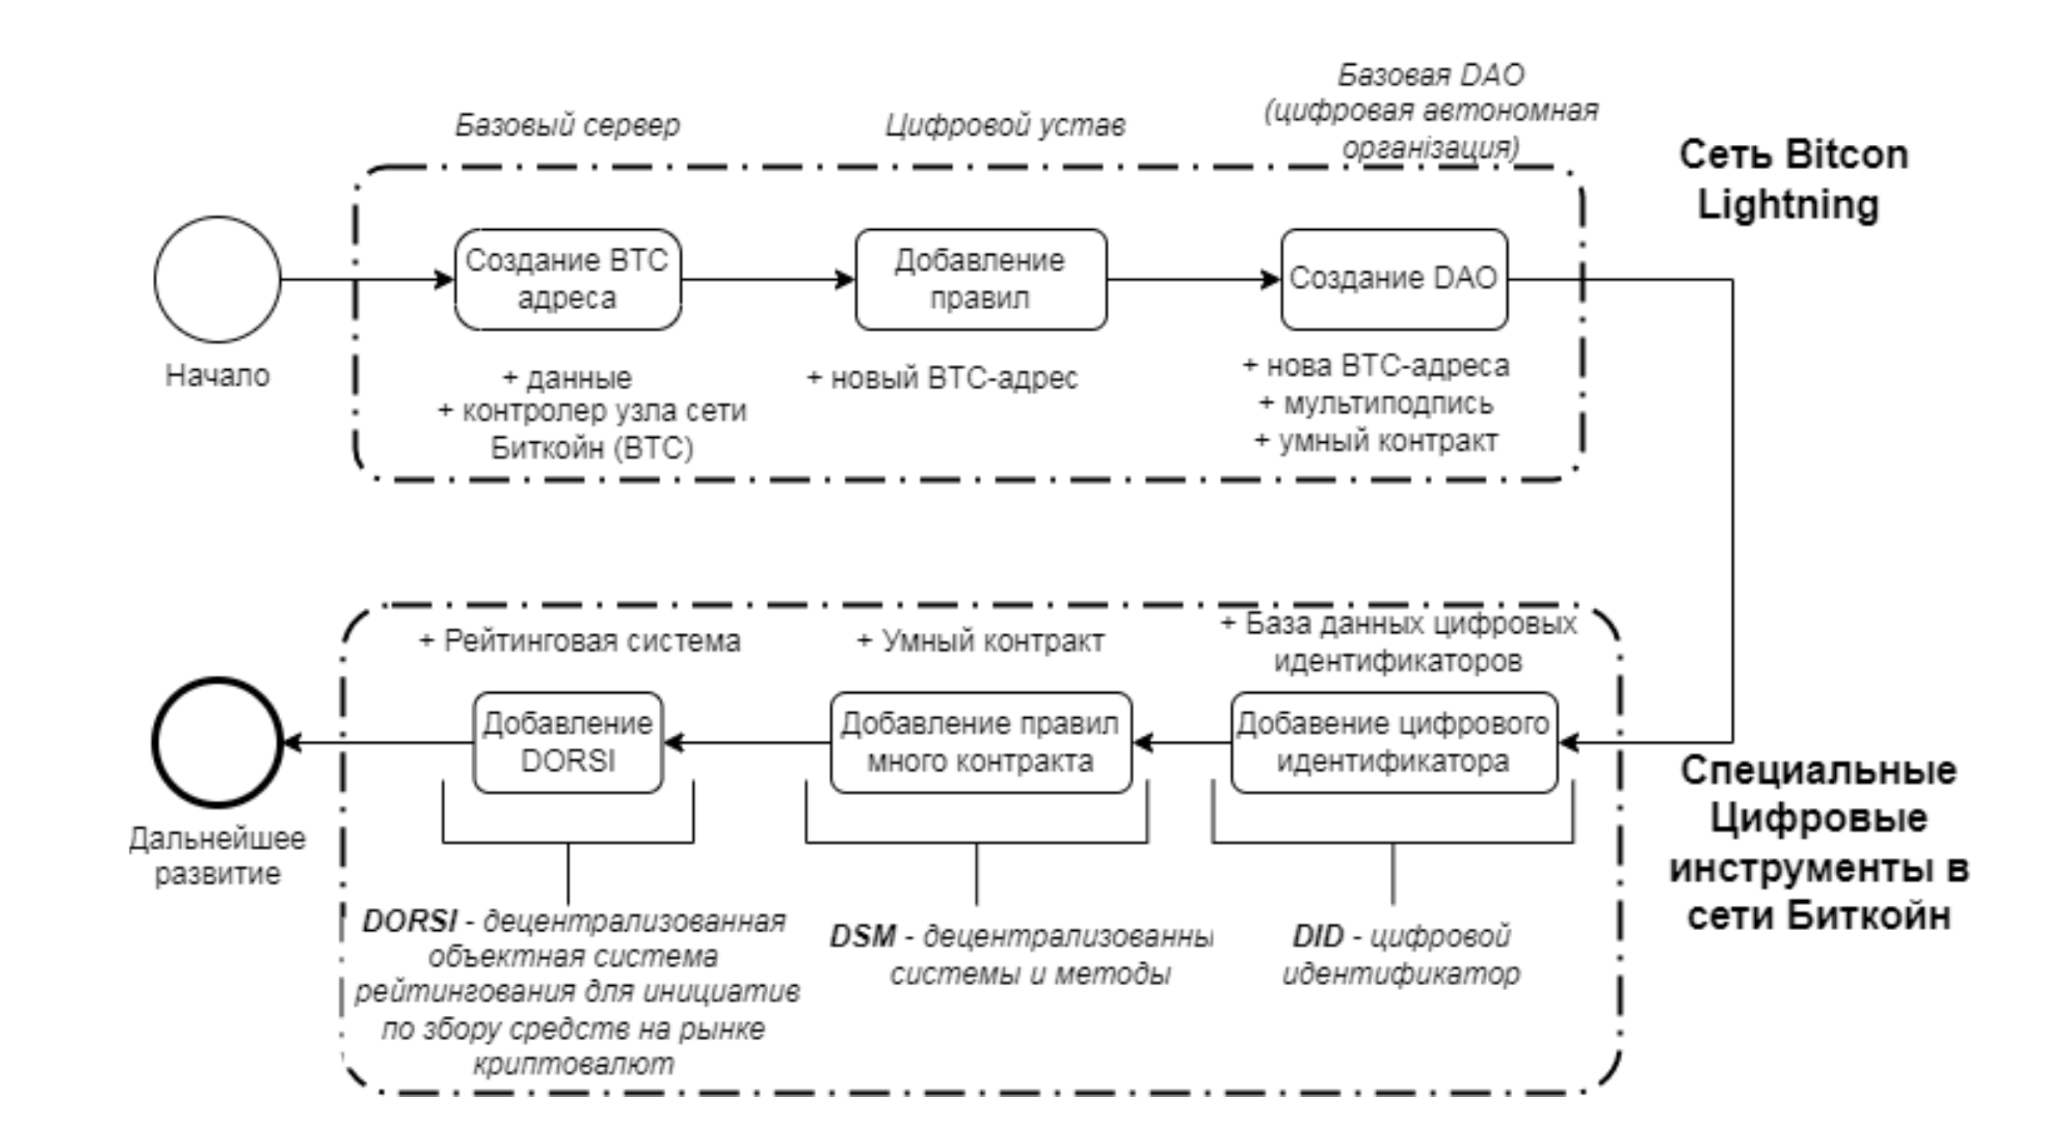 Базовый сервер
Цифровой устав
Базовая DAO
(цифровая автономная
органiзация)
Сеть Bitcon
Lightning
Создание BTC
адреса
Добавление
правил
Создание DAO
Начало
+ данные
+ контролер узла сети
Биткойн (BTC)
+ новый BTC-адрес
+ нова BTC-адреса
+ мультиподпись
+ умный контракт
+ Рейтинговая система
+ Умный контракт
+ База данных цифровых
идентификаторов
Добавление
DORSI
Добавление правил
много контракта
Добавение цифрового
идентификатора
Дальнейшее
развитие
Специальные
Цифровые
инструменты в
сети Биткойн
DORSI - децентрализованная
объектная система
рейтингования для инициатив
по збору средств на рынке
криптовалют
DSM - децентрализованны
системы и методы
DID - цифровой
идентификатор